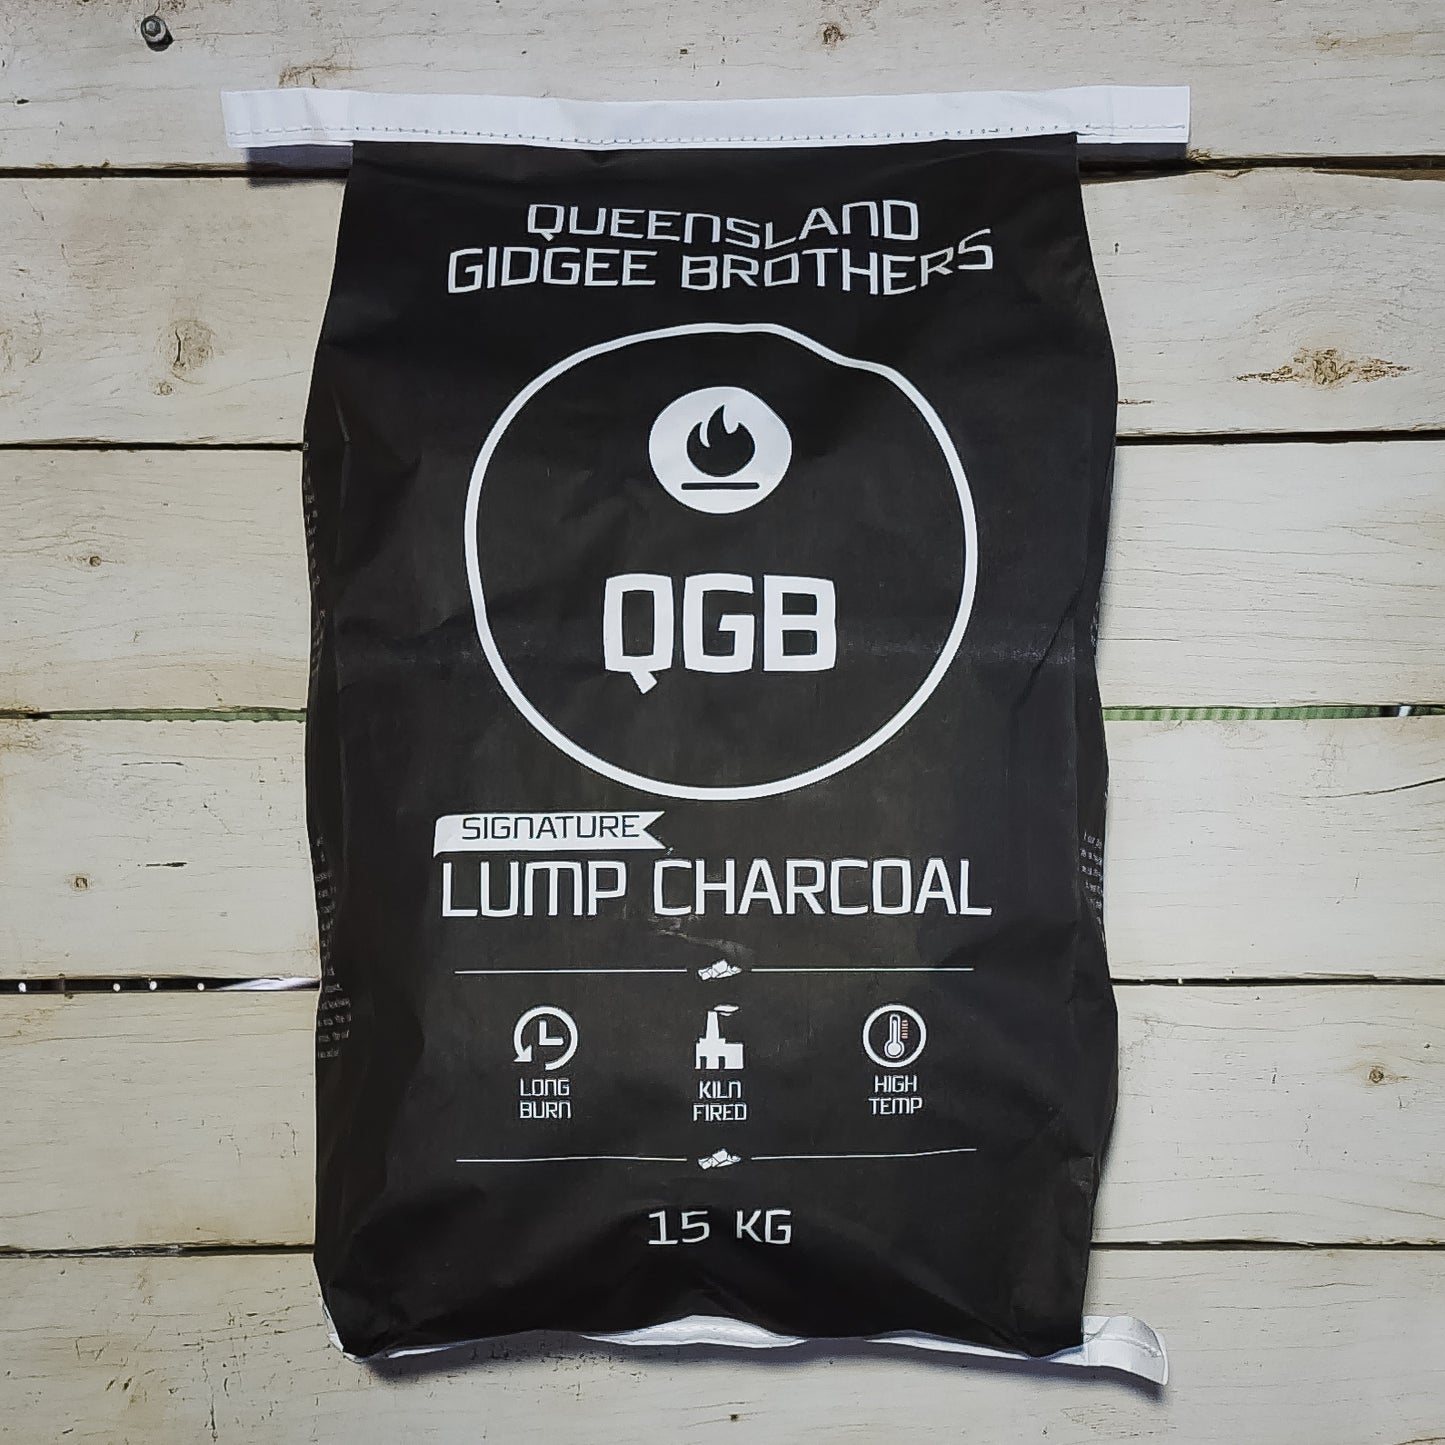 QUEENSLAND
GIDGEE BROTHERS
QGB
SIGNATURE
LUMP CHARCOAL
LONG
BURN
KILN
FIRED
HIGH
TEMP
15 KG